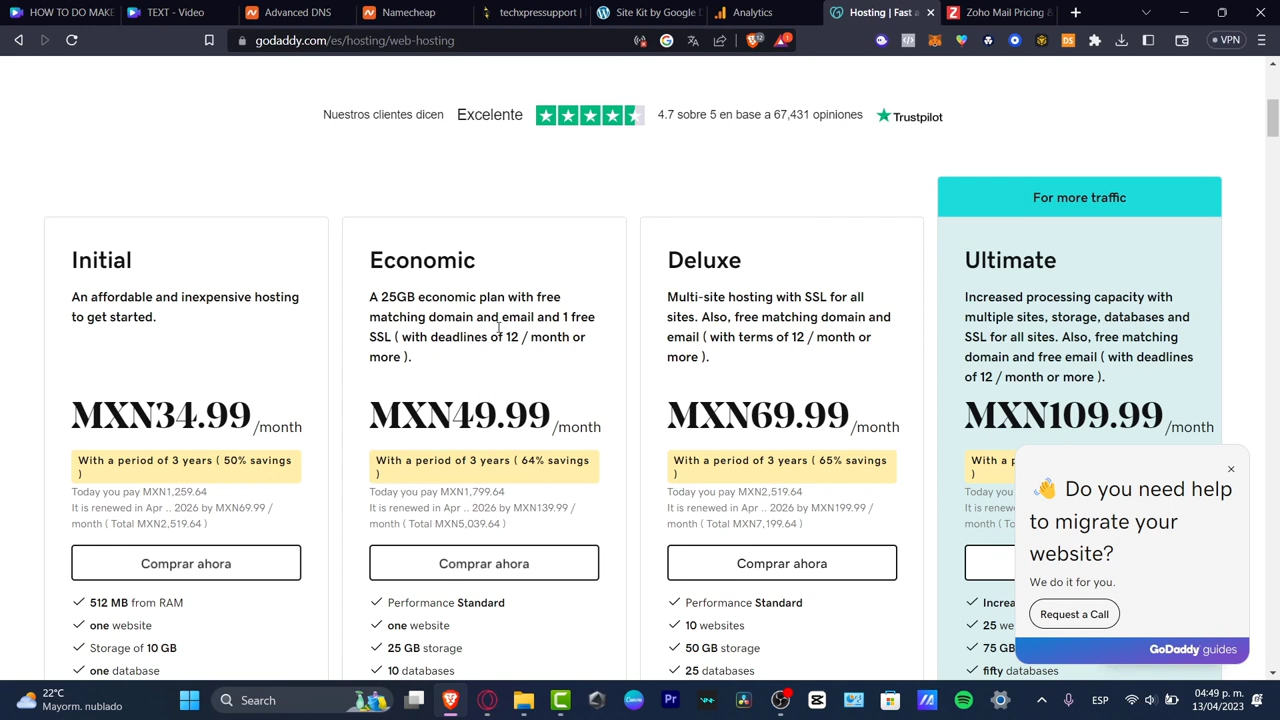 HOW TO DO MAKE
TEXT - Video
Advanced DNS
Namecheap
techxpressupport |
Site Kit by Google
Analytics
Hosting | Fast a
Zoho Mail Pricing &
godaddy.com/es/hosting/web-hosting
12
1
VPN
Nuestros clientes dicen Excelente 4.7 sobre 5 en base a 67,431 opiniones Trustpilot
For more traffic
Initial
An affordable and inexpensive hosting
to get started.
MXN34.99/month
With a period of 3 years ( 50% savings
)
Today you pay MXN1,259.64
It is renewed in Apr .. 2026 by MXN69.99 /
month ( Total MXN2,519.64 )
Comprar ahora
512 MB from RAM
one website
Storage of 10 GB
one database
Economic
A 25GB economic plan with free
matching domain and email and 1 free
SSL ( with deadlines of 12 / month or
more ).
MXN49.99/month
With a period of 3 years ( 64% savings
)
Today you pay MXN1,799.64
It is renewed in Apr .. 2026 by MXN139.99 /
month ( Total MXN5,039.64 )
Comprar ahora
Performance Standard
one website
25 GB storage
10 databases
Deluxe
Multi-site hosting with SSL for all
sites. Also, free matching domain and
email ( with terms of 12 / month or
more ).
MXN69.99/month
With a period of 3 years ( 65% savings
)
Today you pay MXN2,519.64
It is renewed in Apr .. 2026 by MXN199.99 /
month ( Total MXN7,199.64 )
Comprar ahora
Performance Standard
10 websites
50 GB storage
25 databases
Ultimate
Increased processing capacity with
multiple sites, storage, databases and
SSL for all sites. Also, free matching
domain and free email ( with deadlines
of 12 / month or more ).
MXN109.99/month
With a p
)
Today you
It is renew
month ( To
Increa
25 we
75 GB
fifty databases
👋 Do you need help
to migrate your
website?
We do it for you.
Request a Call
GoDaddy guides
22°C
Mayorm. nublado
Search
ESP
04:49 p. m.
13/04/2023